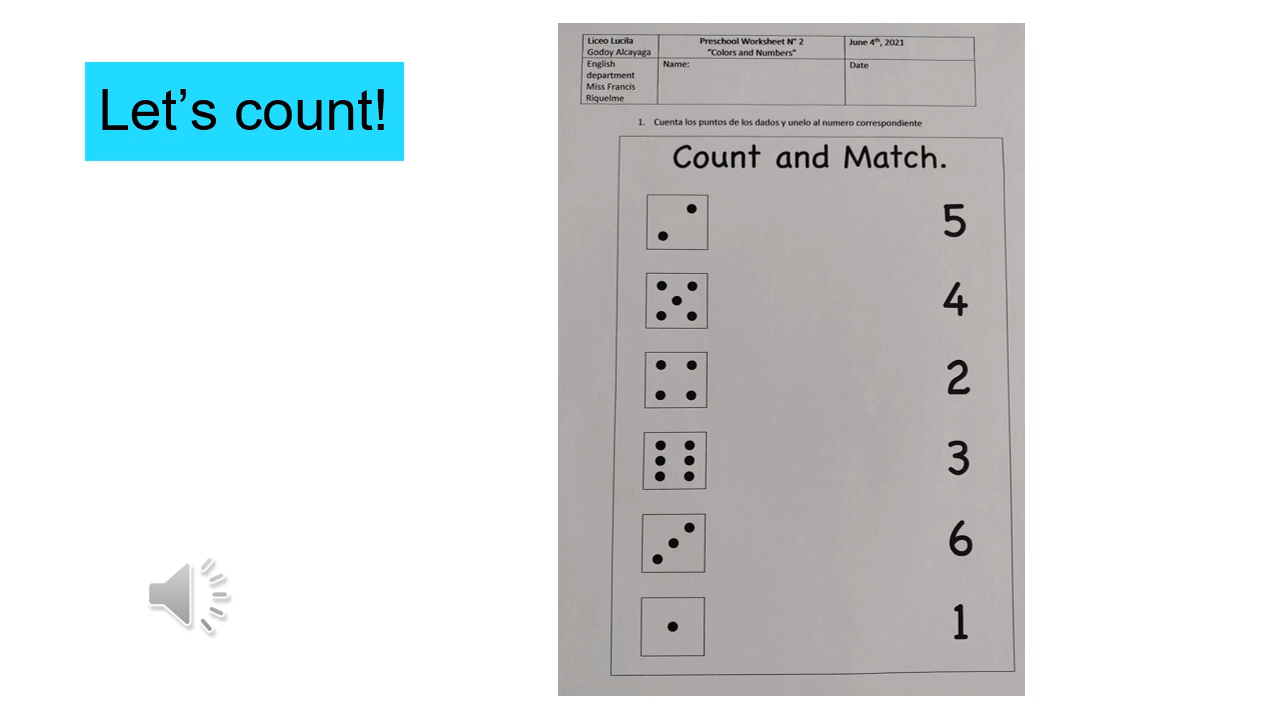 Let’s count!
Liceo Lucila
Godoy Alcayaga
Preschool Worksheet N° 2
“Colors and Numbers”
June 4th, 2021
English
department
Miss Francis
Riquelme
Name:
Date
1. Cuenta los puntos de los dados y unelo al numero correspondiente
Count and Match.
5
4
2
3
6
1